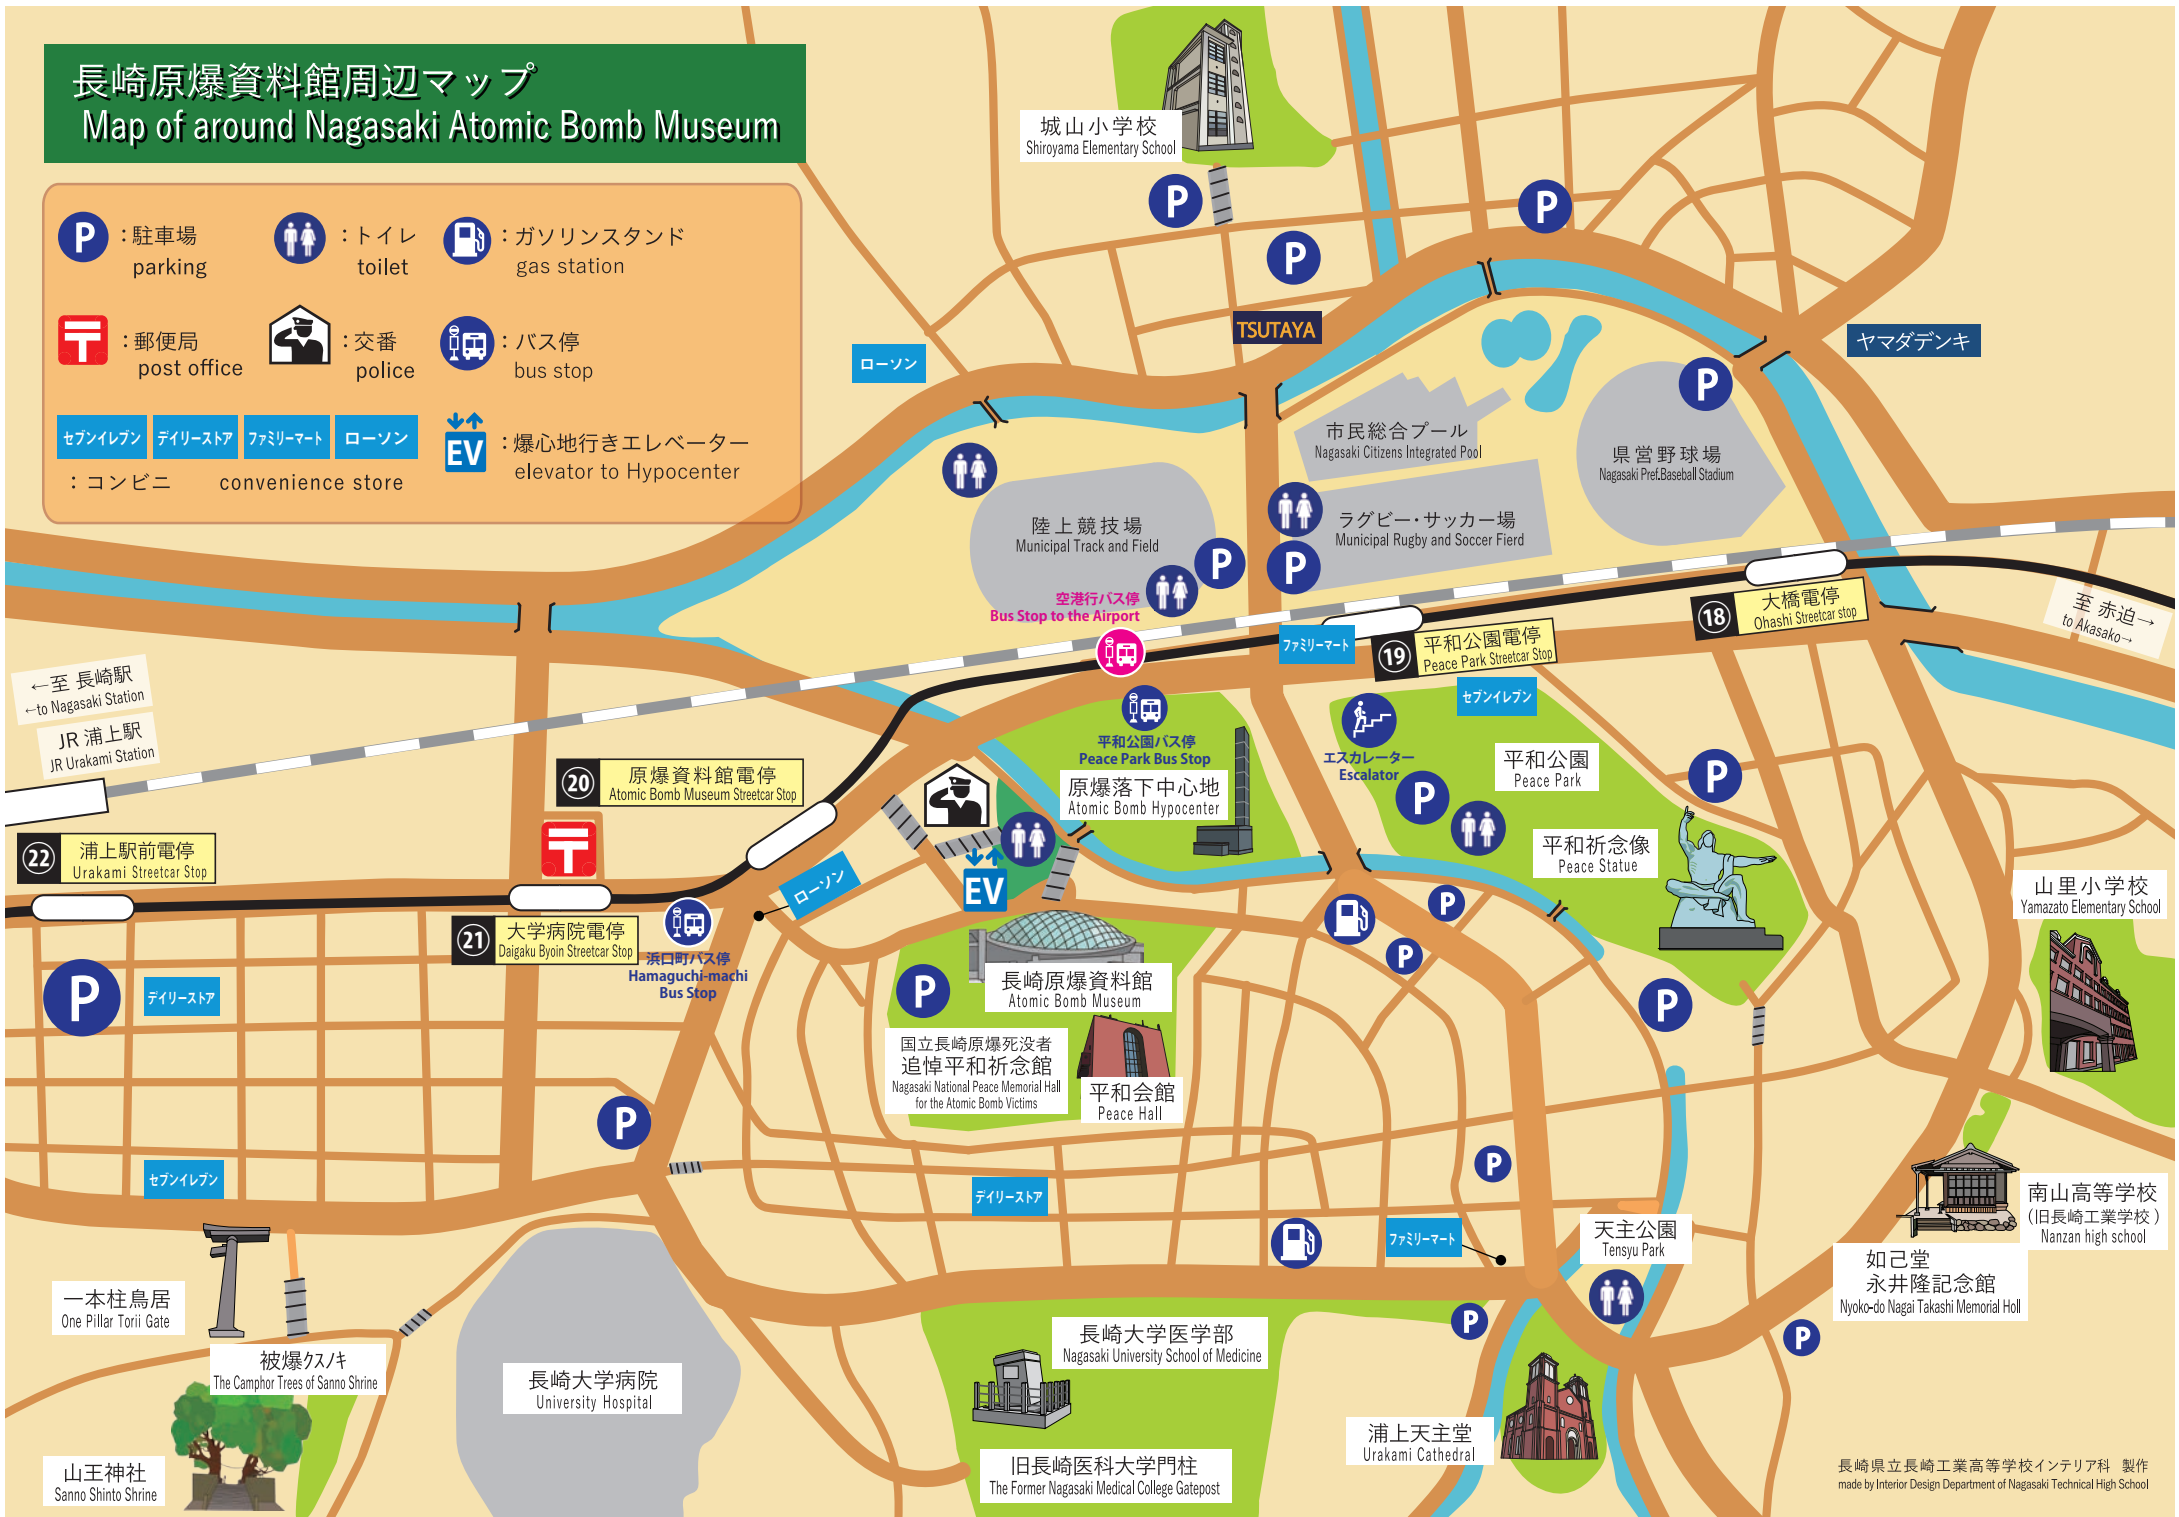 長崎原爆資料館周辺マップ
Map of around Nagasaki Atomic Bomb Museum
P
:駐車場
parking
:トイレ
toilet
:ガソリンスタンド
gas station
〒
:郵便局
post office
:交番
police
:バス停
bus stop
セブンイレブン
デイリーストア
ファミリーマート
ローソン
:コンビニ
convenience store
EV
:爆心地行きエレベーター
elevator to Hypocenter
城山小学校
Shiroyama Elementary School
P
P
P
TSUTAYA
ヤマダデンキ
ローソン
P
市民総合プール
Nagasaki Citizens Integrated Pool
県営野球場
Nagasaki Pref.Baseball Stadium
陸上競技場
Municipal Track and Field
ラグビー・サッカー場
Municipal Rugby and Soccer Fierd
P
P
空港行バス停
Bus Stop to the Airport
ファミリーマート
⑲
平和公園電停
Peace Park Streetcar Stop
⑱
大橋電停
Ohashi Streetcar stop
至 赤迫→
to Akasako→
←至 長崎駅
←to Nagasaki Station
JR 浦上駅
JR Urakami Station
セブンイレブン
平和公園バス停
Peace Park Bus Stop
原爆落下中心地
Atomic Bomb Hypocenter
エスカレーター
Escalator
平和公園
Peace Park
P
P
平和祈念像
Peace Statue
⑳
原爆資料館電停
Atomic Bomb Museum Streetcar Stop
㉒
浦上駅前電停
Urakami Streetcar Stop
〒
ローソン
EV
㉑
大学病院電停
Daigaku Byoin Streetcar Stop
浜口町バス停
Hamaguchi-machi
Bus Stop
P
P
P
山里小学校
Yamazato Elementary School
P
デイリーストア
P
長崎原爆資料館
Atomic Bomb Museum
国立長崎原爆死没者
追悼平和祈念館
Nagasaki National Peace Memorial Hall
for the Atomic Bomb Victims
平和会館
Peace Hall
P
セブンイレブン
デイリーストア
P
ファミリーマート
天主公園
Tensyu Park
南山高等学校
(旧長崎工業学校)
Nanzan high school
如己堂
永井隆記念館
Nyoko-do Nagai Takashi Memorial Holl
一本柱鳥居
One Pillar Torii Gate
被爆クスノキ
The Camphor Trees of Sanno Shrine
山王神社
Sanno Shinto Shrine
長崎大学病院
University Hospital
長崎大学医学部
Nagasaki University School of Medicine
P
P
旧長崎医科大学門柱
The Former Nagasaki Medical College Gatepost
浦上天主堂
Urakami Cathedral
長崎県立長崎工業高等学校インテリア科 製作
made by Interior Design Department of Nagasaki Technical High School